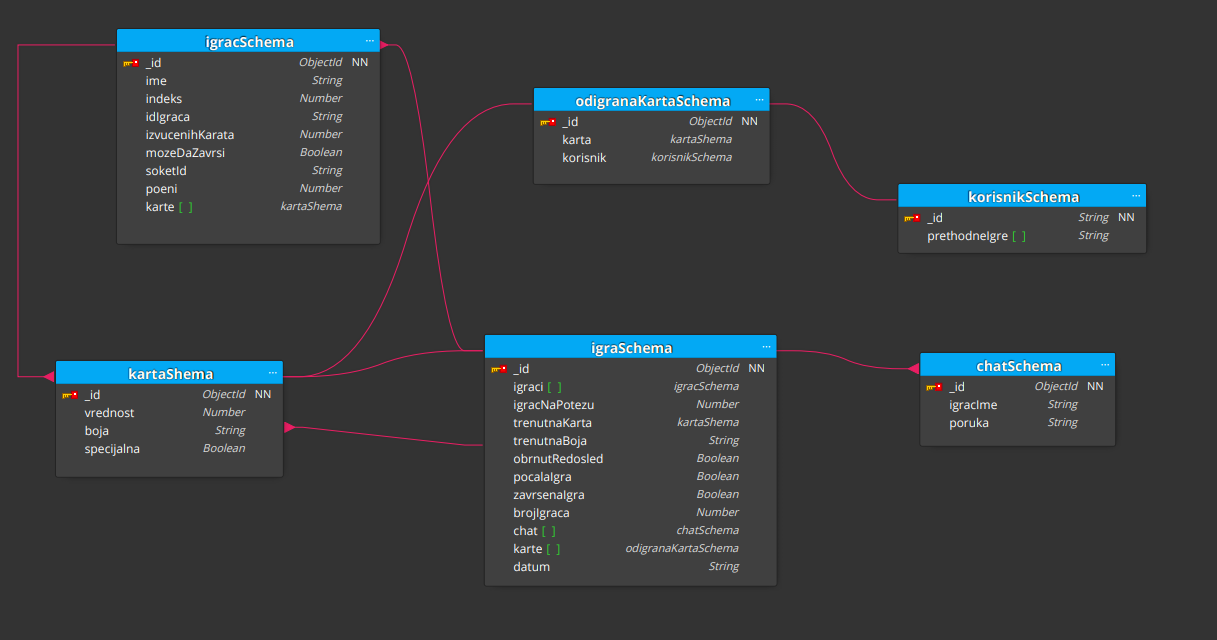 igracSchema ...
_id ObjectId NN
ime String
indeks Number
idIgraca String
izvucenihKarata Number
mozeDaZavrsi Boolean
soketId String
poeni Number
karte [ ] kartaShema
odigranaKartaSchema ...
_id ObjectId NN
karta kartaShema
korisnik korisnikSchema
korisnikSchema ...
_id String NN
prethodneIgre [ ] String
kartaShema ...
_id ObjectId NN
vrednost Number
boja String
specijalna Boolean
igraSchema ...
_id ObjectId NN
igraci [ ] igracSchema
igracNaPotezu Number
trenutnaKarta kartaShema
trenutnaBoja String
obrnutRedosled Boolean
pocalaIgra Boolean
zavrsenaIgra Boolean
brojIgraca Number
chat [ ] chatSchema
karte [ ] odigranaKartaSchema
datum String
chatSchema ...
_id ObjectId NN
igracIme String
poruka String